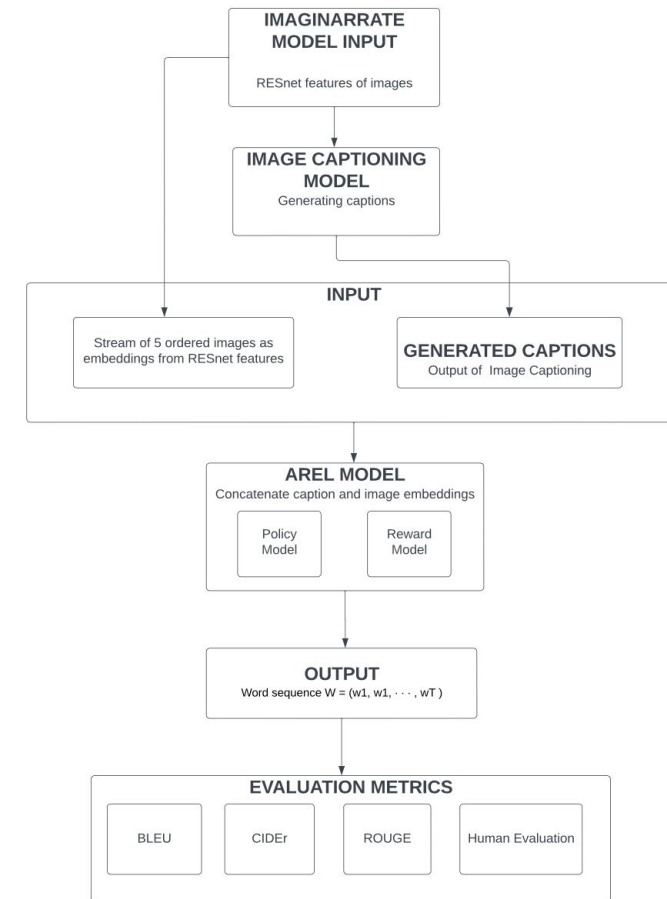 IMAGINARRATE
MODEL INPUT
RESnet features of images
IMAGE CAPTIONING
MODEL
Generating captions
INPUT
Stream of 5 ordered images as
embeddings from RESnet features
GENERATED CAPTIONS
Output of  Image Captioning
AREL MODEL
Concatenate caption and image embeddings
Policy
Model
Reward
Model
OUTPUT
Word sequence W = (w1, w1, · · · , wT )
EVALUATION METRICS
BLEU
CIDEr
ROUGE
Human Evaluation